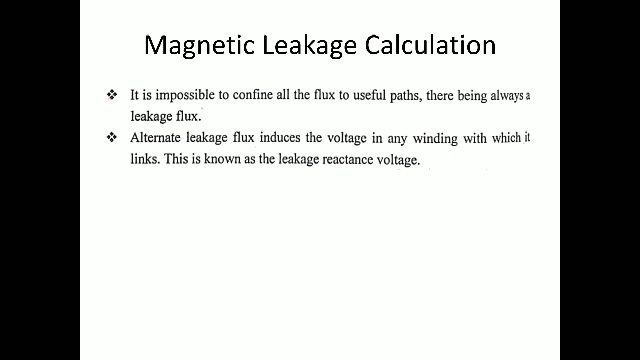 Magnetic Leakage Calculation
❖ It is impossible to confine all the flux to useful paths, there being always a
leakage flux.
❖ Alternate leakage flux induces the voltage in any winding with which it
links. This is known as the leakage reactance voltage.